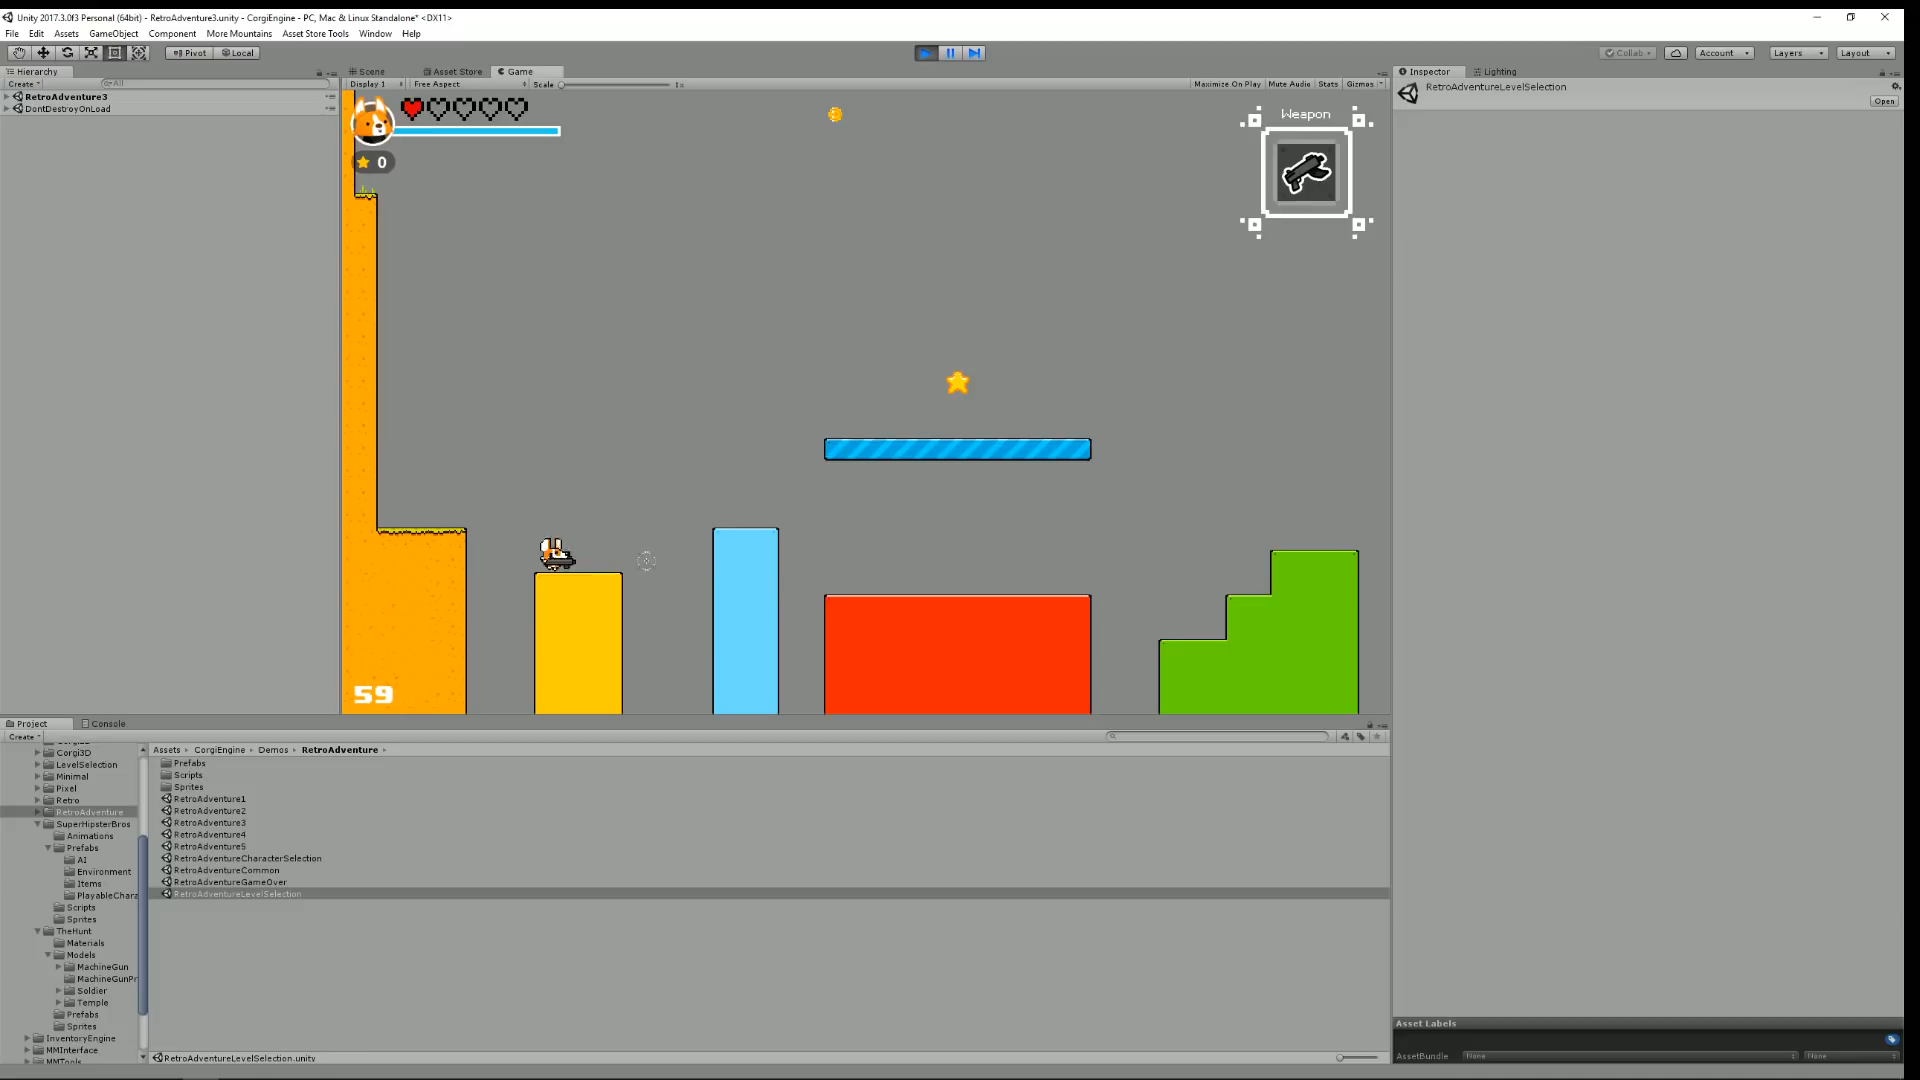 Unity 2017.3.0f3 Personal (64bit) - RetroAdventure3.unity - CorgiEngine - PC, Mac & Linux Standalone* <DX11>
File Edit Assets GameObject Component More Mountains Asset Store Tools Window Help
Pivot Local Collab Account Layers Layout
Hierarchy Scene Asset Store Game Inspector Lighting
Create All Display 1 Free Aspect Scale 1x Maximize On Play Mute Audio Stats Gizmos RetroAdventureLevelSelection
RetroAdventure3 Open
DontDestroyOnLoad
Weapon
0
59
Project Console
Create
Corgi3D
LevelSelection
Minimal
Pixel
Retro
RetroAdventure
SuperHipsterBros
Animations
Prefabs
AI
Environment
Items
PlayableChara
Scripts
Sprites
TheHunt
Materials
Models
MachineGun
MachineGunPr
Soldier
Temple
Prefabs
Sprites
InventoryEngine
MMInterface
MMTools
Assets CorgiEngine Demos RetroAdventure
Prefabs
Scripts
Sprites
RetroAdventure1
RetroAdventure2
RetroAdventure3
RetroAdventure4
RetroAdventure5
RetroAdventureCharacterSelection
RetroAdventureCommon
RetroAdventureGameOver
RetroAdventureLevelSelection
RetroAdventureLevelSelection.unity
Asset Labels
AssetBundle None None